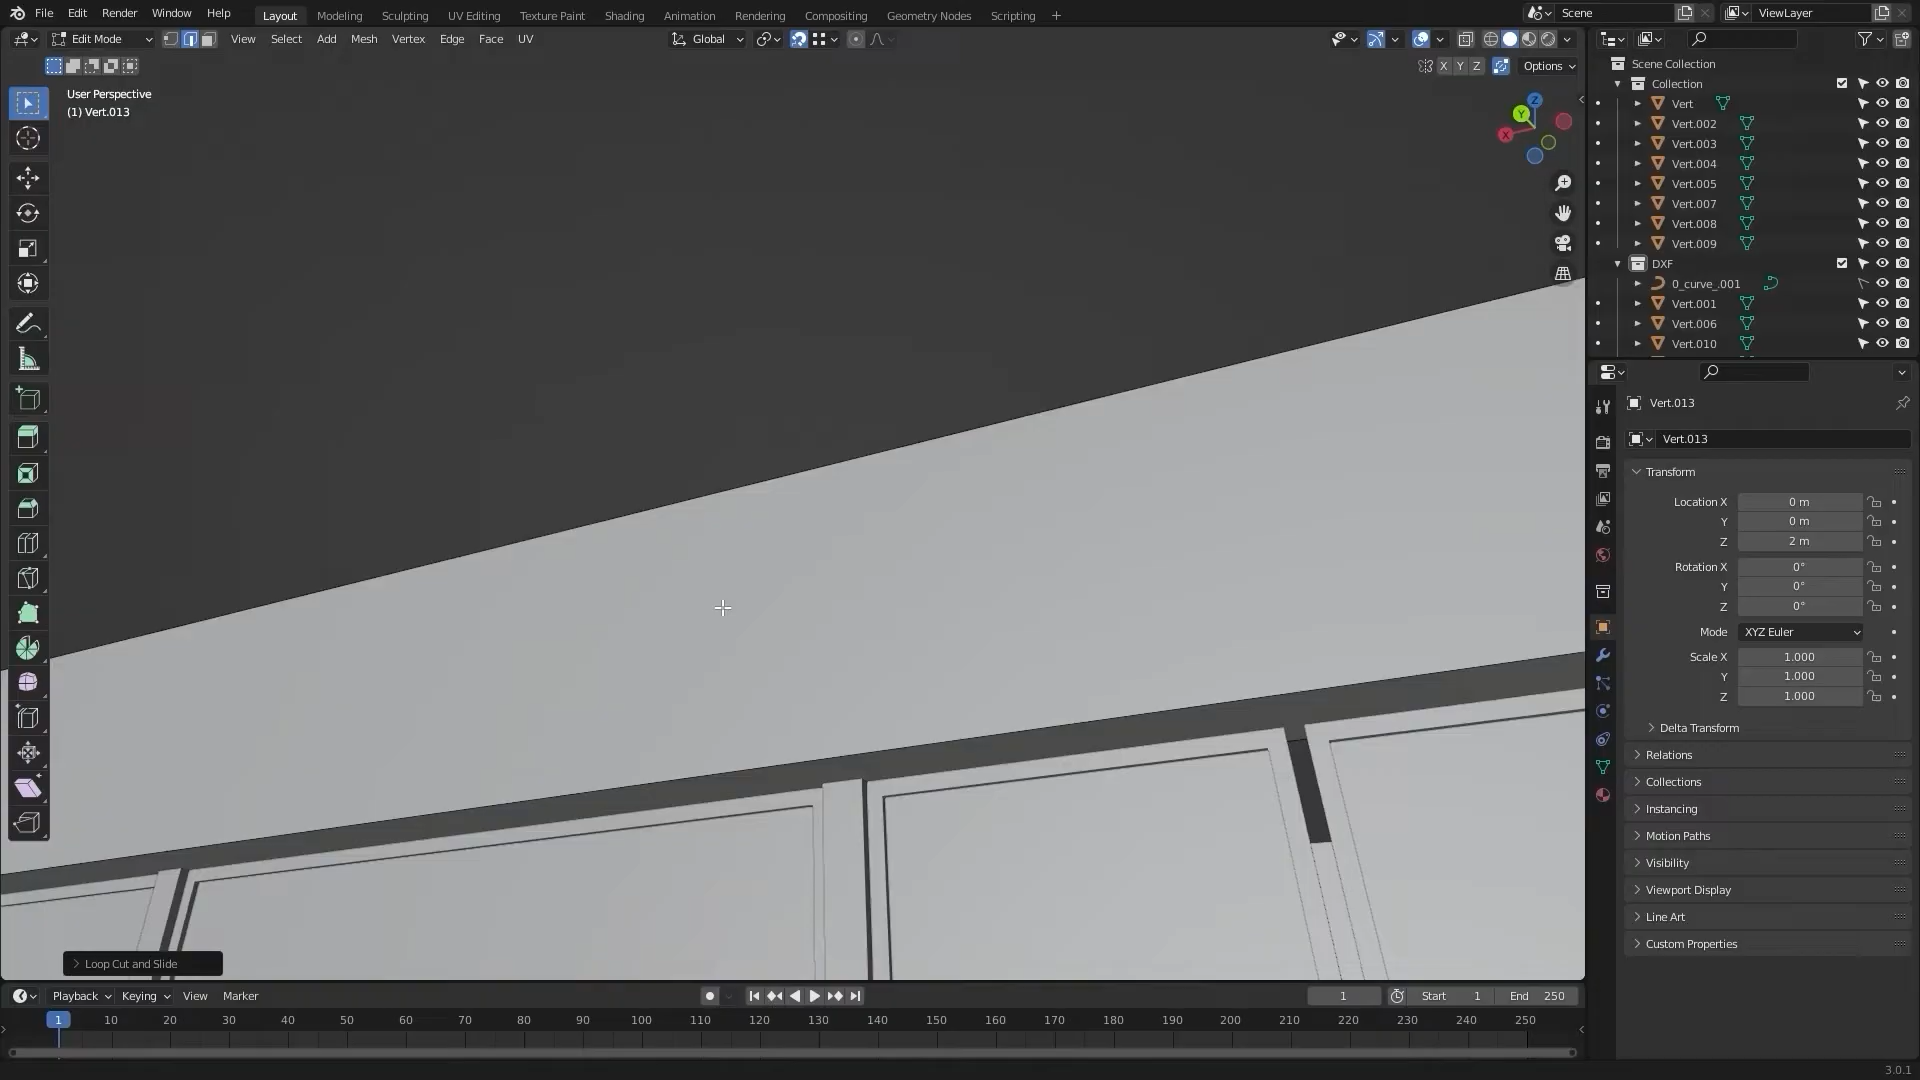 File Edit Render Window Help Layout Modeling Sculpting UV Editing Texture Paint Shading Animation Rendering Compositing Geometry Nodes Scripting + Scene ViewLayer
Edit Mode View Select Add Mesh Vertex Edge Face UV Global
X Y Z Options
User Perspective
(1) Vert.013
Z
Y
X
Scene Collection
Collection
Vert
Vert.002
Vert.003
Vert.004
Vert.005
Vert.007
Vert.008
Vert.009
DXF
0_curve_.001
Vert.001
Vert.006
Vert.010
Vert.013
Vert.013
Transform
Location X 0 m
Y 0 m
Z 2 m
Rotation X 0°
Y 0°
Z 0°
Mode XYZ Euler
Scale X 1.000
Y 1.000
Z 1.000
Delta Transform
Relations
Collections
Instancing
Motion Paths
Visibility
Viewport Display
Line Art
Custom Properties
Loop Cut and Slide
Playback Keying View Marker 1 Start 1 End 250
1 10 20 30 40 50 60 70 80 90 100 110 120 130 140 150 160 170 180 190 200 210 220 230 240 250
3.0.1